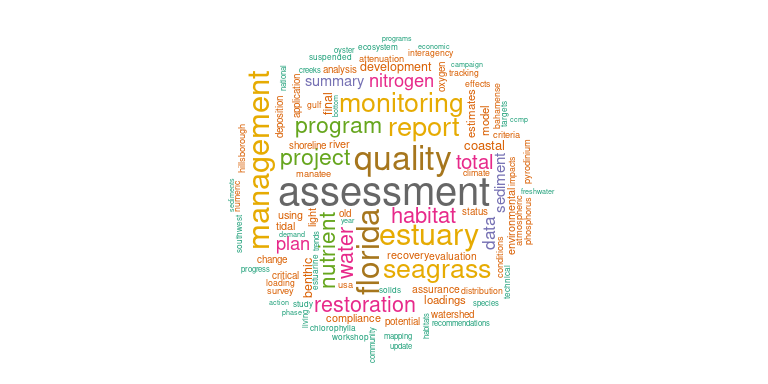 programs
economic
oyster
ecosystem
interagency
suspended
attenuation
campaign
national
creeks
analysis
development
tracking
summary
nitrogen
oxygen
effects
application
gulf
final
bottom
monitoring
bahamense
targets
deposition
program
report
estimates
model
ccmp
criteria
hillsborough
management
shoreline
river
coastal
pyrodinium
project
quality
total
manatee
climate
sediment
impacts
assessment
freshwater
sediments
numeric
southwest
using
light
old
habitat
status
environmental
atmospheric
phosphorus
tidal
year
nutrient
water
florida
estuary
data
demand
plan
trends
conditions
change
benthic
estuarine
recovery
evaluation
progress
critical
seagrass
technical
loading
usa
solids
assurance
distribution
survey
action
study
restoration
loadings
species
phase
living
compliance
potential
watershed
habitats
recommendations
chlorophylla
workshop
community
mapping
update